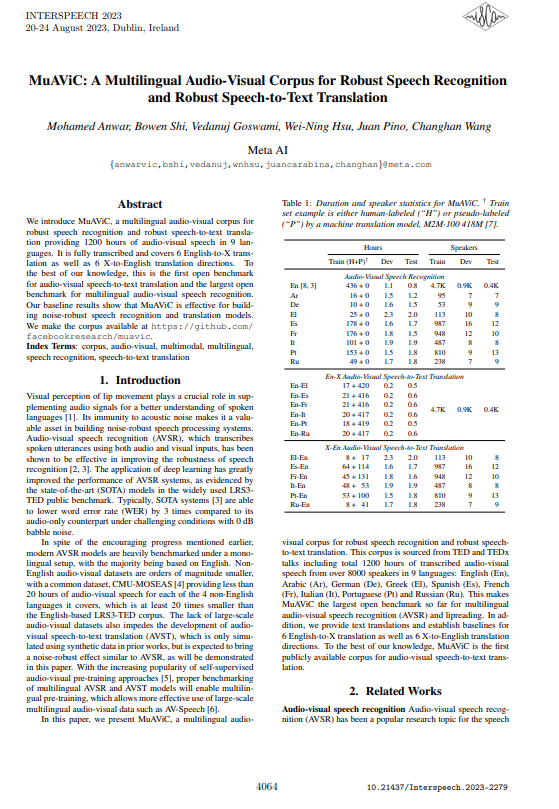 INTERSPEECH 2023
20-24 August 2023, Dublin, Ireland
MuAViC: A Multilingual Audio-Visual Corpus for Robust Speech Recognition
and Robust Speech-to-Text Translation
Mohamed Anwar, Bowen Shi, Vedanuj Goswami, Wei-Ning Hsu, Juan Pino, Changhan Wang
Meta AI
{anwarvic,bshi,vedanuj,wnhsu,juancarabina,changhan}@meta.com
Abstract
We introduce MuAViC, a multilingual audio-visual corpus for
robust speech recognition and robust speech-to-text transla-
tion providing 1200 hours of audio-visual speech in 9 lan-
guages. It is fully transcribed and covers 6 English-to-X trans-
lation as well as 6 X-to-English translation directions. To
the best of our knowledge, this is the first open benchmark
for audio-visual speech-to-text translation and the largest open
benchmark for multilingual audio-visual speech recognition.
Our baseline results show that MuAViC is effective for build-
ing noise-robust speech recognition and translation models.
We make the corpus available at https://github.com/
facebookresearch/muavic.
Index Terms: corpus, audio-visual, multimodal, multilingual,
speech recognition, speech-to-text translation
1. Introduction
Visual perception of lip movement plays a crucial role in sup-
plementing audio signals for a better understanding of spoken
languages [1]. Its immunity to acoustic noise makes it a valu-
able asset in building noise-robust speech processing systems.
Audio-visual speech recognition (AVSR), which transcribes
spoken utterances using both audio and visual inputs, has been
shown to be effective in improving the robustness of speech
recognition [2, 3]. The application of deep learning has greatly
improved the performance of AVSR systems, as evidenced by
the state-of-the-art (SOTA) models in the widely used LRS3-
TED public benchmark. Typically, SOTA systems [3] are able
to lower word error rate (WER) by 3 times compared to its
audio-only counterpart under challenging conditions with 0 dB
babble noise.
In spite of the encouraging progress mentioned earlier,
modern AVSR models are heavily benchmarked under a mono-
lingual setup, with the majority being based on English. Non-
English audio-visual datasets are orders of magnitude smaller,
with a common dataset, CMU-MOSEAS [4] providing less than
20 hours of audio-visual speech for each of the 4 non-English
languages it covers, which is at least 20 times smaller than
the English-based LRS3-TED corpus. The lack of large-scale
audio-visual datasets also impedes the development of audio-
visual speech-to-text translation (AVST), which is only simu-
lated using synthetic data in prior works, but is expected to bring
a noise-robust effect similar to AVSR, as will be demonstrated
in this paper. With the increasing popularity of self-supervised
audio-visual pre-training approaches [5], proper benchmarking
of multilingual AVSR and AVST models will enable multilin-
gual pre-training, which allows more effective use of large-scale
multilingual audio-visual data such as AV-Speech [6].
In this paper, we present MuAViC, a multilingual audio-
Table 1: Duration and speaker statistics for MuAViC. † Train
set example is either human-labeled (“H”) or pseudo-labeled
(“P”) by a machine translation model, M2M-100 418M [7].
Hours Speakers
Train (H+P)† Dev Test Train Dev Test
Audio-Visual Speech Recognition
En [8, 3] 436 + 0 1.1 0.8 4.7K 0.9K 0.4K
Ar 16 + 0 1.5 1.2 95 7 7
De 10 + 0 1.6 1.5 53 9 9
El 25 + 0 2.3 2.0 113 10 8
Es 178 + 0 1.6 1.7 987 16 12
Fr 176 + 0 1.8 1.5 948 12 10
It 101 + 0 1.9 1.9 487 8 8
Pt 153 + 0 1.5 1.8 810 9 13
Ru 49 + 0 1.7 1.8 238 7 9
En-X Audio-Visual Speech-to-Text Translation
En-El 17 + 420 0.2 0.5
En-Es 21 + 416 0.2 0.6
En-Fr 21 + 416 0.2 0.6
En-It 20 + 417 0.2 0.6 4.7K 0.9K 0.4K
En-Pt 18 + 419 0.2 0.5
En-Ru 20 + 417 0.2 0.6
X-En Audio-Visual Speech-to-Text Translation
El-En 8 + 17 2.3 2.0 113 10 8
Es-En 64 + 114 1.6 1.7 987 16 12
Fr-En 45 + 131 1.8 1.6 948 12 10
It-En 48 + 53 1.9 1.9 487 8 8
Pt-En 53 + 100 1.5 1.8 810 9 13
Ru-En 8 + 41 1.7 1.8 238 7 9
visual corpus for robust speech recognition and robust speech-
to-text translation. This corpus is sourced from TED and TEDx
talks including total 1200 hours of transcribed audio-visual
speech from over 8000 speakers in 9 languages: English (En),
Arabic (Ar), German (De), Greek (El), Spanish (Es), French
(Fr), Italian (It), Portuguese (Pt) and Russian (Ru). This makes
MuAViC the largest open benchmark so far for multilingual
audio-visual speech recognition (AVSR) and lipreading. In ad-
dition, we provide text translations and establish baselines for
6 English-to-X translation as well as 6 X-to-English translation
directions. To the best of our knowledge, MuAViC is the first
publicly available corpus for audio-visual speech-to-text trans-
lation.
2. Related Works
Audio-visual speech recognition Audio-visual speech recog-
nition (AVSR) has been a popular research topic for the speech
4064
10.21437/Interspeech.2023-2279